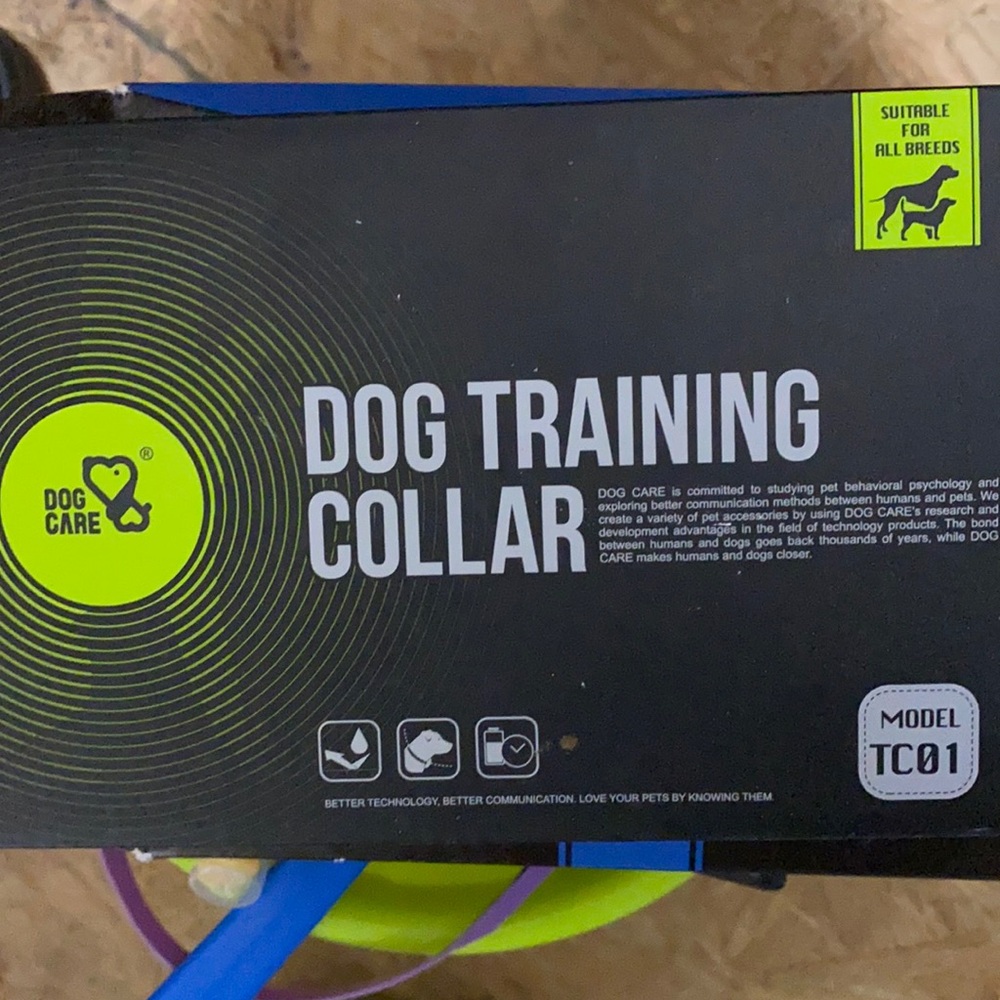 SUITABLE
FOR
ALL BREEDS
DOG
CARE
®
DOG TRAINING
COLLAR
DOG CARE is committed to studying pet behavioral psychology and
exploring better communication methods between humans and pets. We
create a variety of pet accessories by using DOG CARE's research and
development advantages in the field of technology products. The bond
between humans and dogs goes back thousands of years, while DOG
CARE makes humans and dogs closer.
MODEL
TC01
BETTER TECHNOLOGY, BETTER COMMUNICATION. LOVE YOUR PETS BY KNOWING THEM.